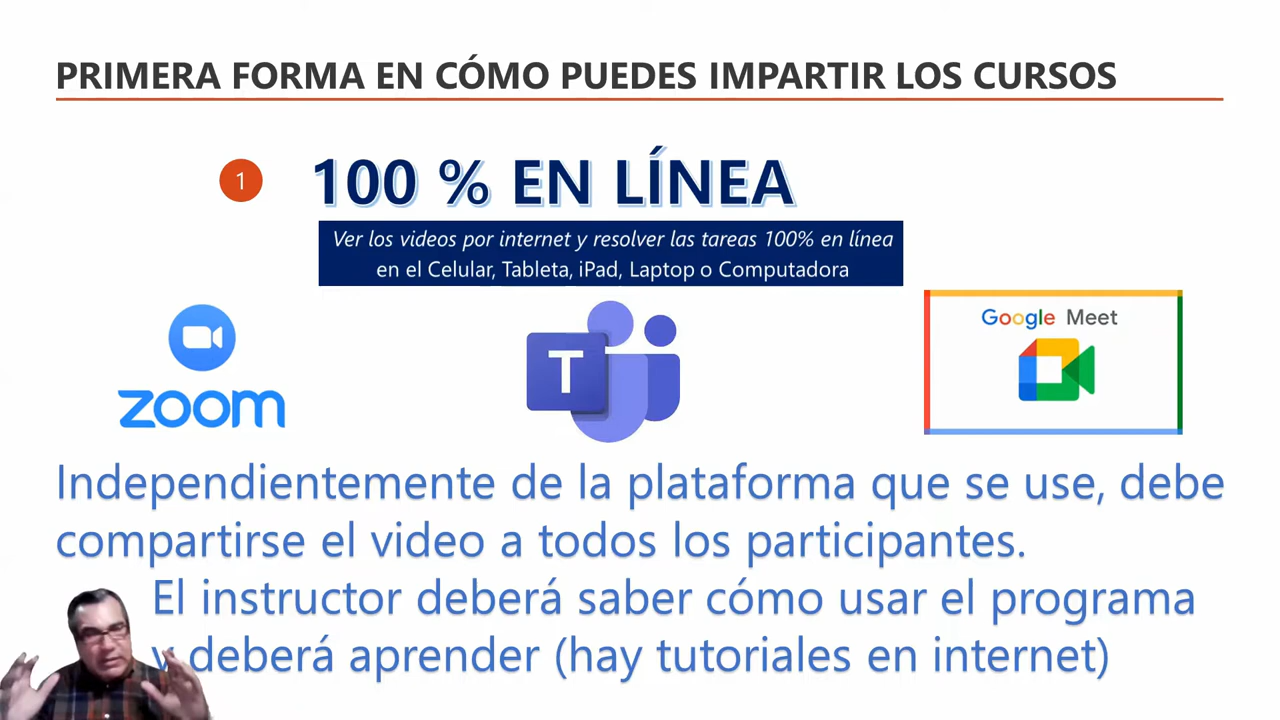 PRIMERA FORMA EN CÓMO PUEDES IMPARTIR LOS CURSOS
1
100 % EN LÍNEA
Ver los videos por internet y resolver las tareas 100% en línea
en el Celular, Tableta, iPad, Laptop o Computadora
zoom
T
Google Meet
Independientemente de la plataforma que se use, debe
compartirse el video a todos los participantes.
El instructor deberá saber cómo usar el programa
y deberá aprender (hay tutoriales en internet)